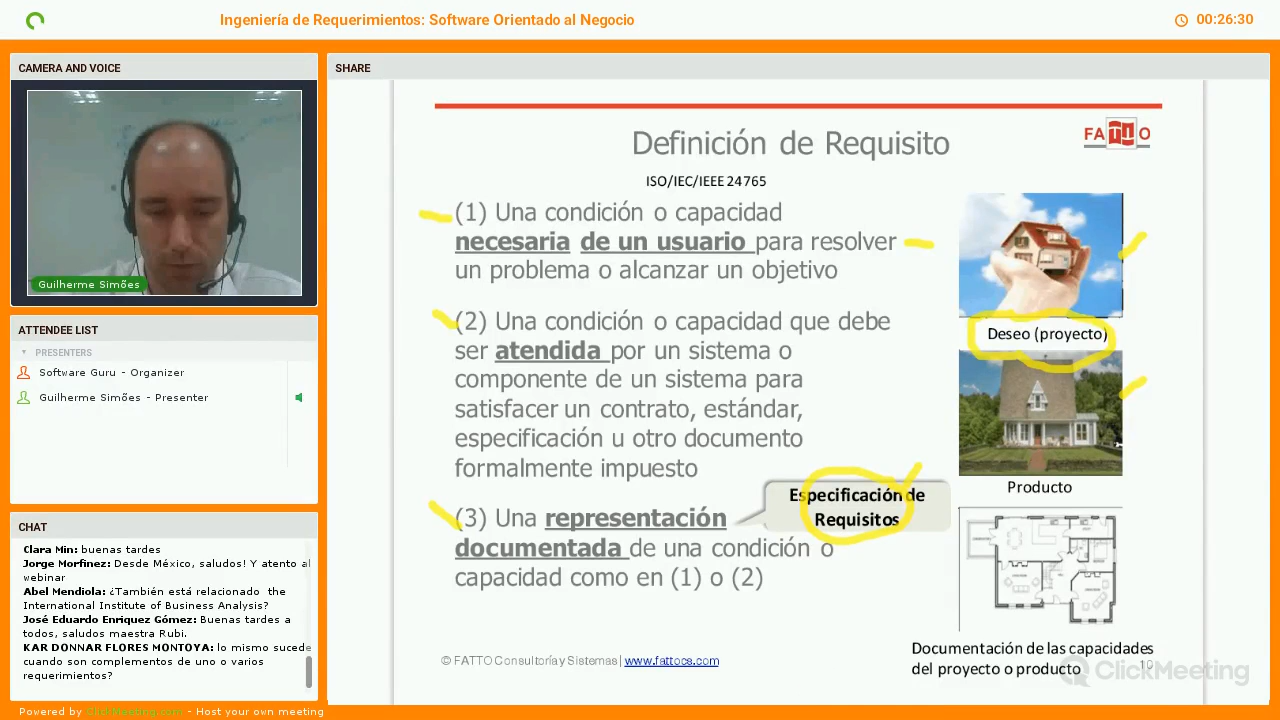 Ingeniería de Requerimientos: Software Orientado al Negocio
00:26:30
CAMERA AND VOICE
Guilherme Simões
ATTENDEE LIST
PRESENTERS
Software Guru - Organizer
Guilherme Simões - Presenter
CHAT
Clara Min: buenas tardes
Jorge Morfinez: Desde México, saludos! Y atento al
webinar
Abel Mendiola: ¿También está relacionado the
International Institute of Business Analysis?
José Eduardo Enriquez Gómez: Buenas tardes a
todos, saludos maestra Rubi.
KAR DONNAR FLORES MONTOYA: lo mismo sucede
cuando son complementos de uno o varios
requerimientos?
Powered by ClickMeeting.com - Host your own meeting
SHARE
Definición de Requisito
FATTO
ISO/IEC/IEEE 24765
(1) Una condición o capacidad
necesaria de un usuario para resolver
un problema o alcanzar un objetivo
(2) Una condición o capacidad que debe
ser atendida por un sistema o
componente de un sistema para
satisfacer un contrato, estándar,
especificación u otro documento
formalmente impuesto
(3) Una representación
documentada de una condición o
capacidad como en (1) o (2)
Especificación de
Requisitos
Deseo (proyecto)
Producto
Documentación de las capacidades
del proyecto o producto
© FATTO Consultoría y Sistemas | www.fattocs.com
10
ClickMeeting